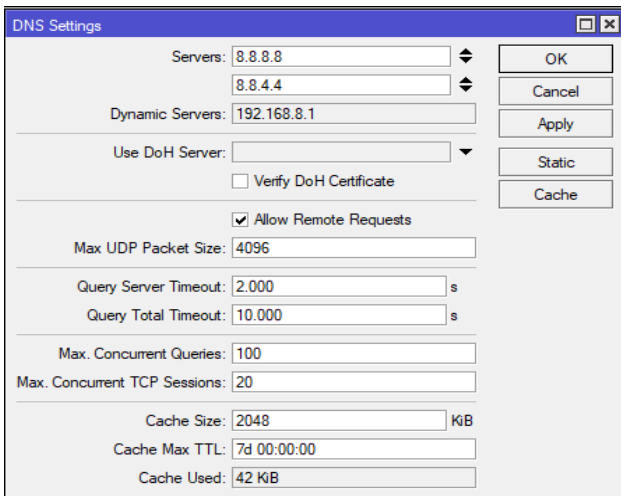 DNS Settings
Servers: 8.8.8.8
OK
8.8.4.4
Cancel
Dynamic Servers: 192.168.8.1
Apply
Use DoH Server:
Static
Verify DoH Certificate
Cache
Allow Remote Requests
Max UDP Packet Size: 4096
Query Server Timeout: 2.000 s
Query Total Timeout: 10.000 s
Max. Concurrent Queries: 100
Max. Concurrent TCP Sessions: 20
Cache Size: 2048 KiB
Cache Max TTL: 7d 00:00:00
Cache Used: 42 KiB